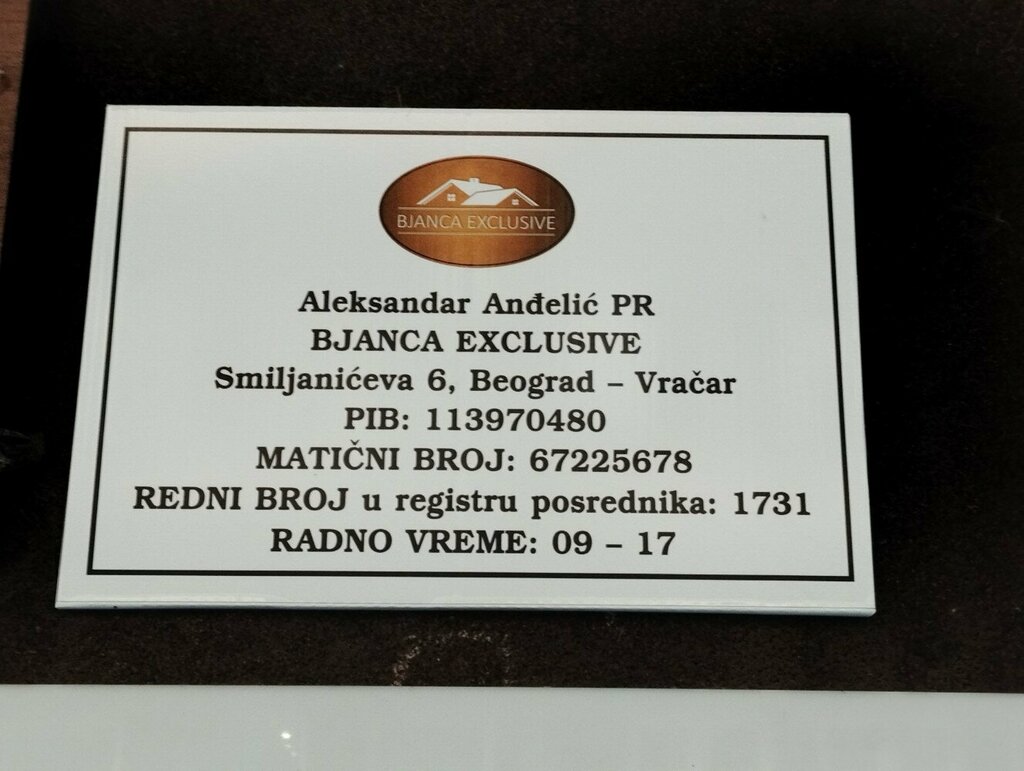 BJANCA EXCLUSIVE
Aleksandar Anđelić PR
BJANCA EXCLUSIVE
Smiljanićeva 6, Beograd – Vračar
PIB: 113970480
MATIČNI BROJ: 67225678
REDNI BROJ u registru posrednika: 1731
RADNO VREME: 09 – 17